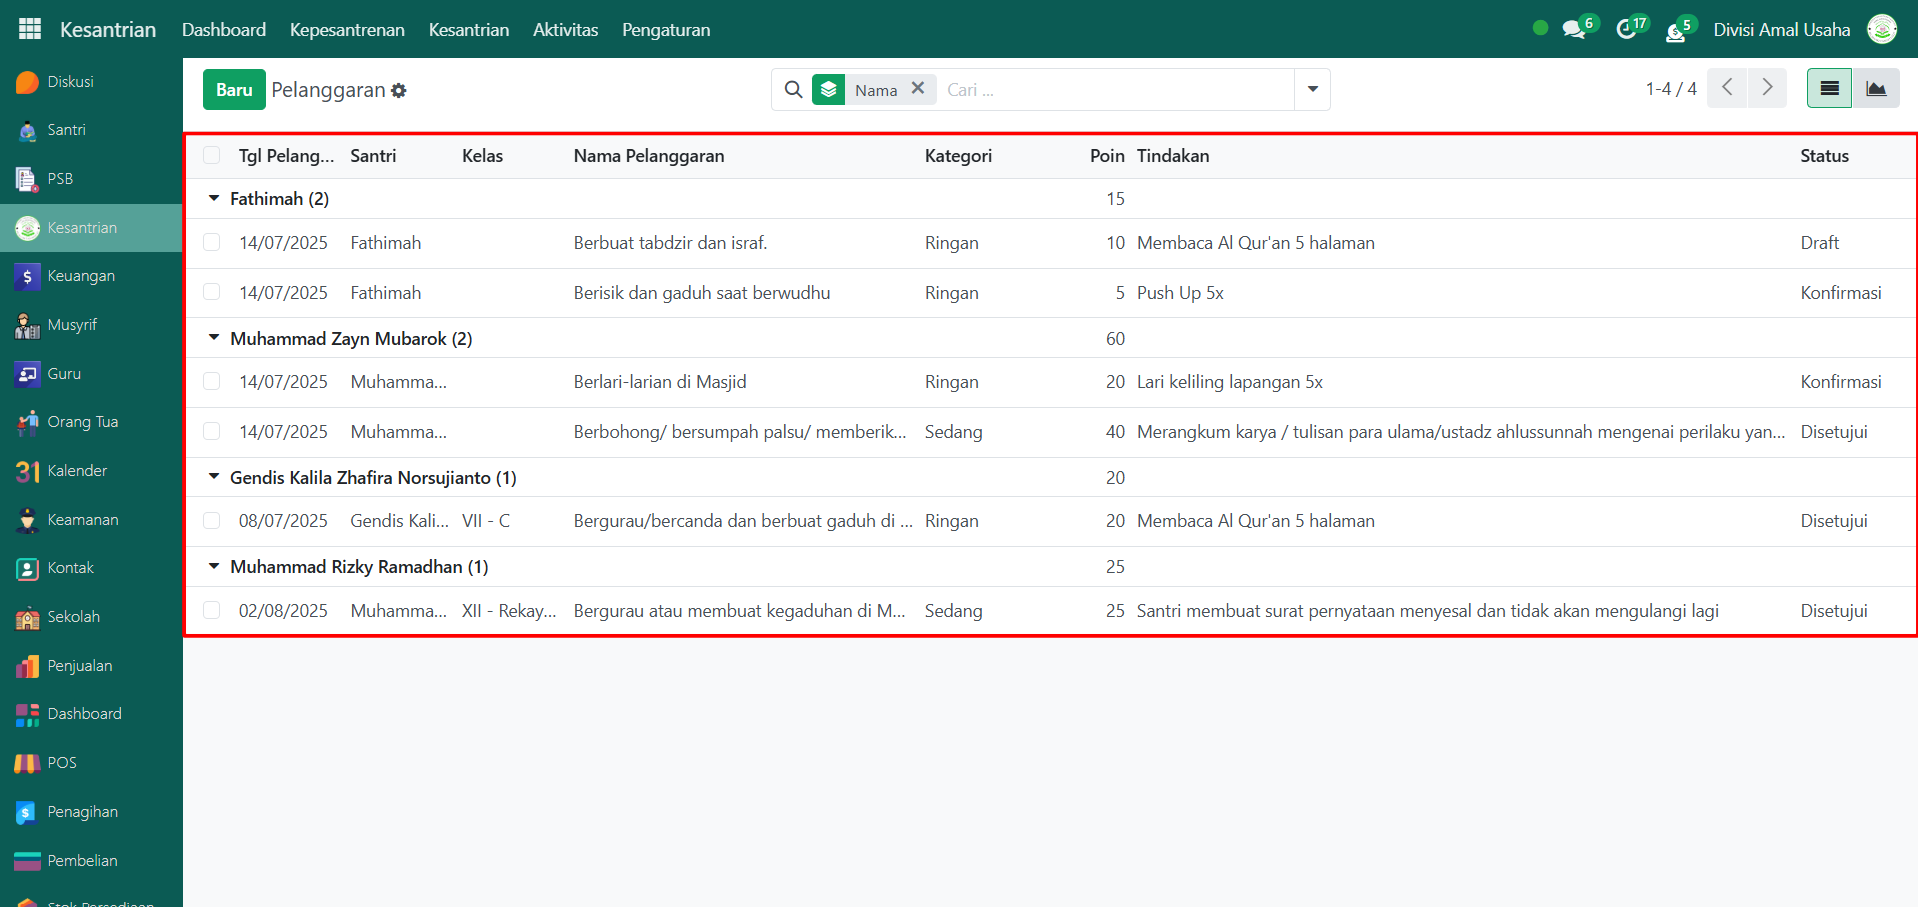 Kesantrian Dashboard Kepesantrenan Kesantrian Aktivitas Pengaturan 6 17 5 Divisi Amal Usaha
Diskusi
Santri
PSB
Kesantrian
Keuangan
Musyrif
Guru
Orang Tua
31 Kalender
Keamanan
Kontak
Sekolah
Penjualan
Dashboard
POS
Penagihan
Pembelian
Stok Persediaan
Baru Pelanggaran Nama Cari ... 1-4 / 4
Tgl Pelang... Santri Kelas Nama Pelanggaran Kategori Poin Tindakan Status
Fathimah (2) 15
14/07/2025 Fathimah Berbuat tabdzir dan israf. Ringan 10 Membaca Al Qur'an 5 halaman Draft
14/07/2025 Fathimah Berisik dan gaduh saat berwudhu Ringan 5 Push Up 5x Konfirmasi
Muhammad Zayn Mubarok (2) 60
14/07/2025 Muhamma... Berlari-larian di Masjid Ringan 20 Lari keliling lapangan 5x Konfirmasi
14/07/2025 Muhamma... Berbohong/ bersumpah palsu/ memberik... Sedang 40 Merangkum karya / tulisan para ulama/ustadz ahlussunnah mengenai perilaku yan... Disetujui
Gendis Kalila Zhafira Norsujianto (1) 20
08/07/2025 Gendis Kali... VII - C Bergurau/bercanda dan berbuat gaduh di ... Ringan 20 Membaca Al Qur'an 5 halaman Disetujui
Muhammad Rizky Ramadhan (1) 25
02/08/2025 Muhamma... XII - Rekay... Bergurau atau membuat kegaduhan di M... Sedang 25 Santri membuat surat pernyataan menyesal dan tidak akan mengulangi lagi Disetujui